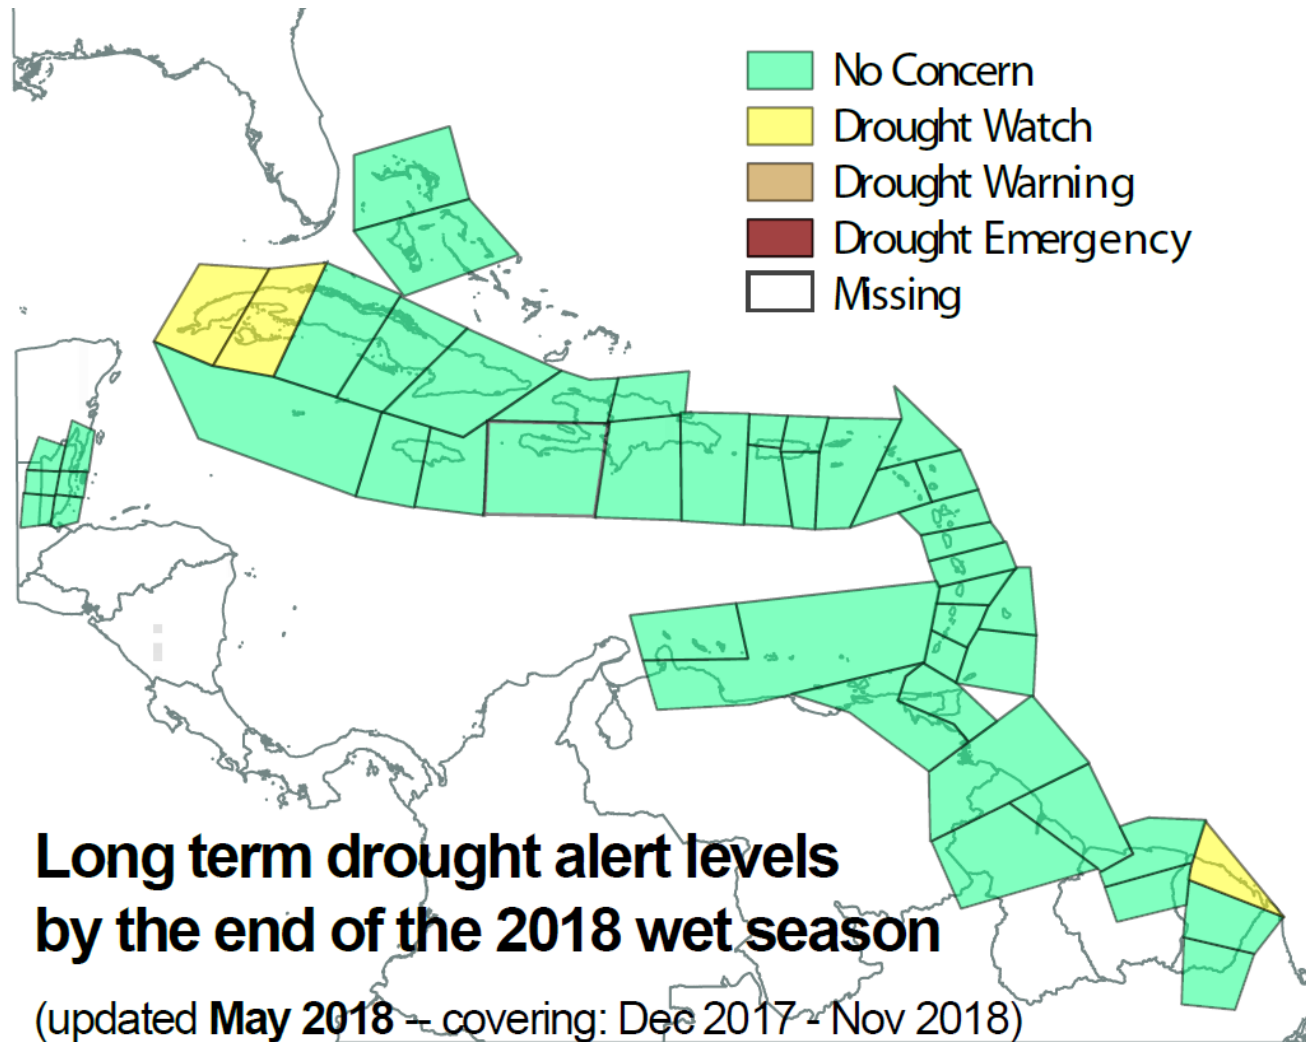 No Concern
Drought Watch
Drought Warning
Drought Emergency
Missing
Long term drought alert levels
by the end of the 2018 wet season
(updated May 2018 -- covering: Dec 2017 - Nov 2018)